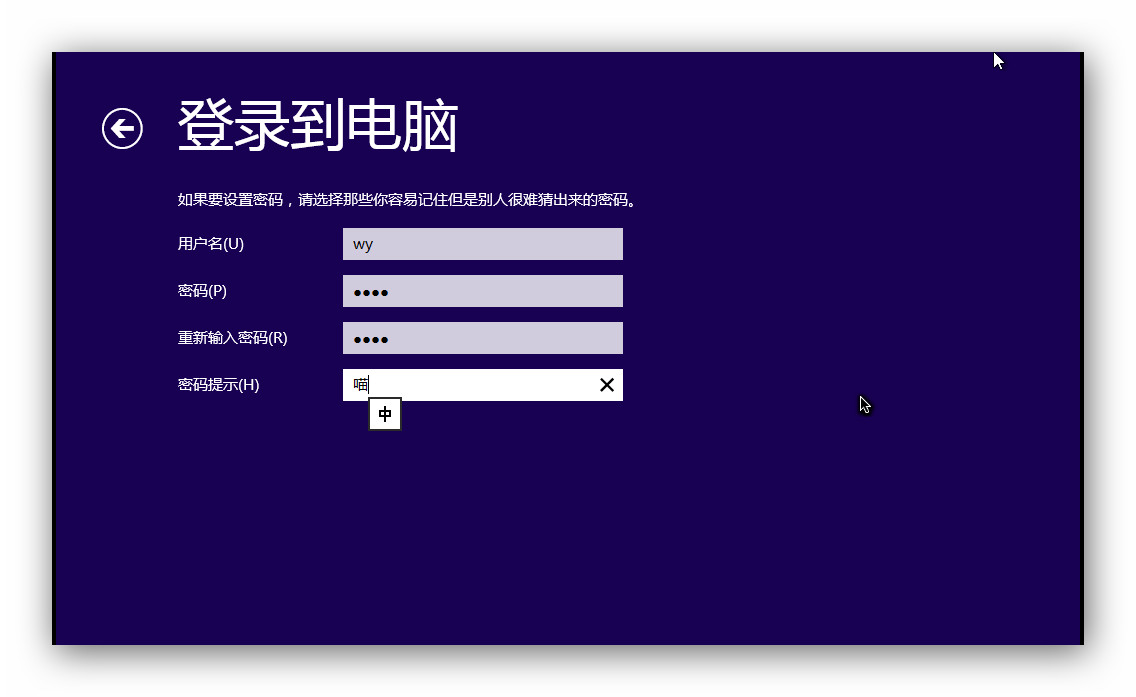 登录到电脑
如果要设置密码，请选择那些你容易记住但是别人很难猜出来的密码。
用户名(U) wy
密码(P) ●●●●
重新输入密码(R) ●●●●
密码提示(H) 喵
中